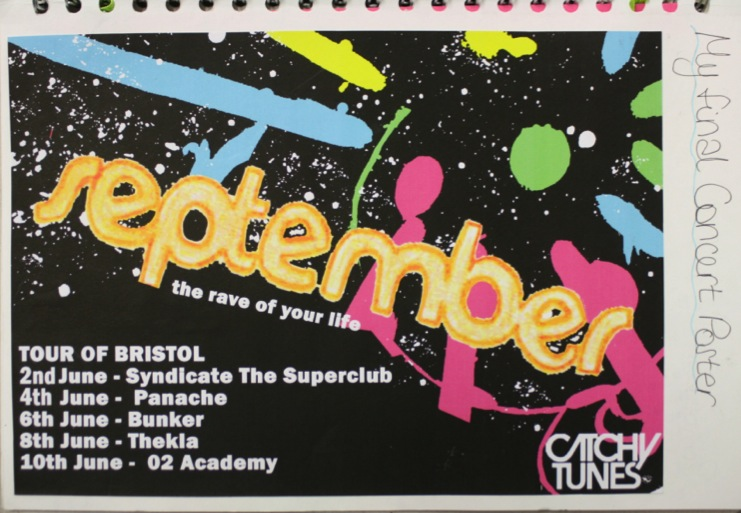 september
the rave of your life
TOUR OF BRISTOL
2nd June - Syndicate The Superclub
4th June - Panache
6th June - Bunker
8th June - Thekla
10th June - 02 Academy
CATCHY
TUNES
My final Concert Poster